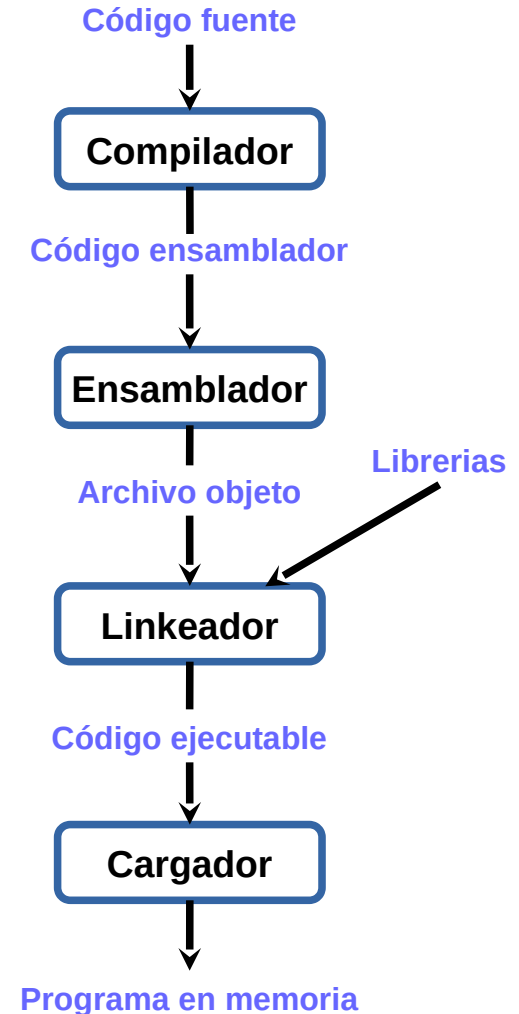 Código fuente
Compilador
Código ensamblador
Ensamblador
Librerias
Archivo objeto
Linkeador
Código ejecutable
Cargador
Programa en memoria